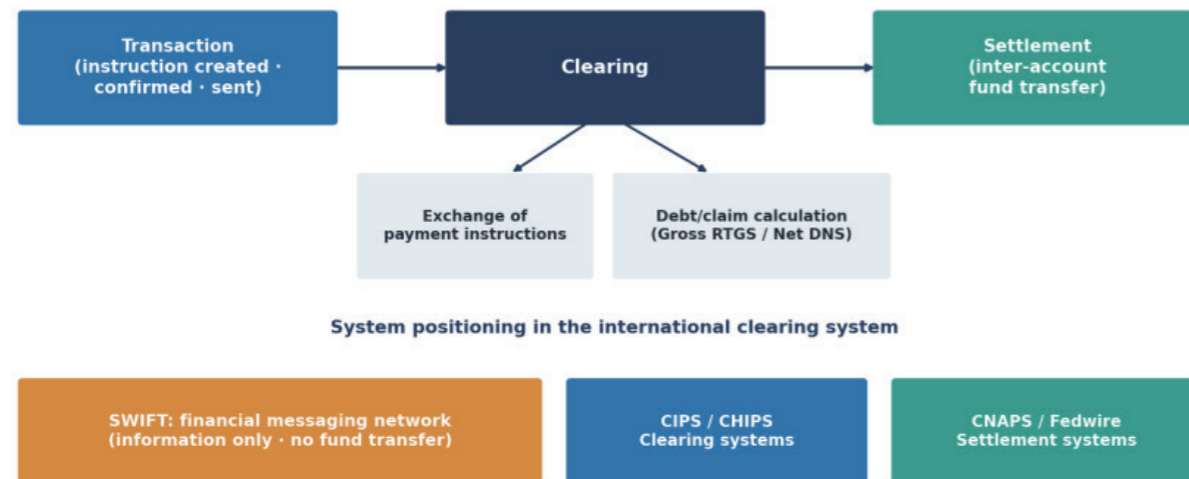 Transaction
(instruction created ·
confirmed · sent)
Clearing
Settlement
(inter-account
fund transfer)
Exchange of
payment instructions
Debt/claim calculation
(Gross RTGS / Net DNS)
System positioning in the international clearing system
SWIFT: financial messaging network
(information only · no fund transfer)
CIPS / CHIPS
Clearing systems
CNAPS / Fedwire
Settlement systems